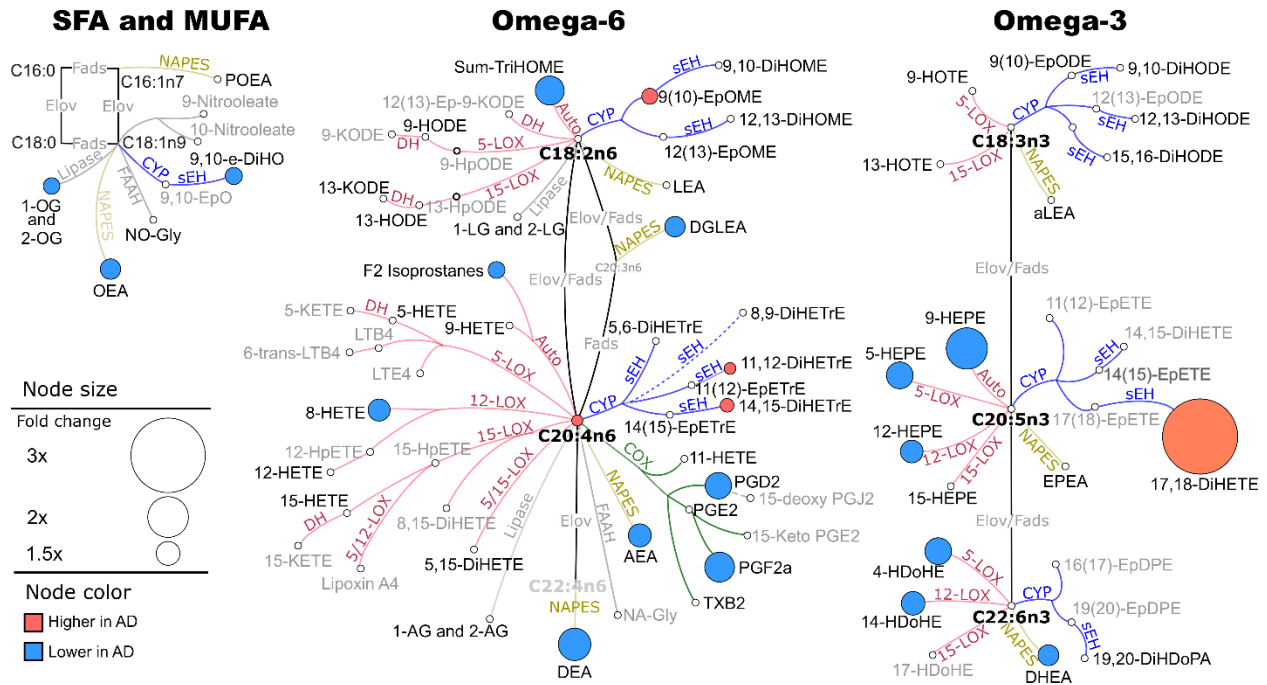 SFA and MUFA
C16:0
Fads
NAPES
C16:1n7
POEA
Elov
Elov
9-Nitrooleate
10-Nitrooleate
C18:0
Fads
C18:1n9
9,10-e-DiHO
Lipase
CYP
sEH
9,10-EpO
FAAH
NAPES
1-OG
and
2-OG
NO-Gly
OEA
Node size
Fold change
3x
2x
1.5x
Node color
Higher in AD
Lower in AD
Omega-6
Sum-TriHOME
sEH
9,10-DiHOME
9(10)-EpOME
12(13)-Ep-9-KODE
Auto
CYP
DH
9-KODE
9-HODE
DH
5-LOX
sEH
12,13-DiHOME
9-HpODE
C18:2n6
12(13)-EpOME
15-LOX
NAPES
LEA
13-KODE
DH
13-HpODE
13-HODE
Lipase
1-LG and 2-LG
Elov/Fads
NAPES
DGLEA
C20:3n6
F2 Isoprostanes
Elov/Fads
5-KETE
DH
5-HETE
9-HETE
5,6-DiHETrE
8,9-DiHETrE
LTB4
Auto
Fads
sEH
6-trans-LTB4
5-LOX
sEH
11,12-DiHETrE
LTE4
sEH
11(12)-EpETrE
8-HETE
12-LOX
CYP
sEH
14,15-DiHETrE
15-LOX
C20:4n6
14(15)-EpETrE
12-HpETE
15-HpETE
12-HETE
COX
11-HETE
5/15-LOX
15-HETE
PGD2
15-deoxy PGJ2
DH
5/12-LOX
8,15-DiHETE
Lipase
Elov
FAAH
NAPES
PGE2
15-KETE
15-Keto PGE2
Lipoxin A4
5,15-DiHETE
AEA
PGF2a
C22:4n6
NAPES
TXB2
NA-Gly
1-AG and 2-AG
DEA
Omega-3
9(10)-EpODE
9-HOTE
sEH
9,10-DiHODE
5-LOX
CYP
12(13)-EpODE
sEH
12,13-DiHODE
C18:3n3
13-HOTE
15-LOX
sEH
15,16-DiHODE
NAPES
aLEA
Elov/Fads
11(12)-EpETE
9-HEPE
14,15-DiHETE
5-HEPE
sEH
Auto
CYP
14(15)-EpETE
5-LOX
sEH
C20:5n3
17(18)-EpETE
12-HEPE
12-LOX
15-LOX
NAPES
EPEA
15-HEPE
17,18-DiHETE
Elov/Fads
4-HDoHE
5-LOX
16(17)-EpDPE
12-LOX
CYP
14-HDoHE
C22:6n3
19(20)-EpDPE
15-LOX
NAPES
sEH
17-HDoHE
19,20-DiHDoPA
DHEA